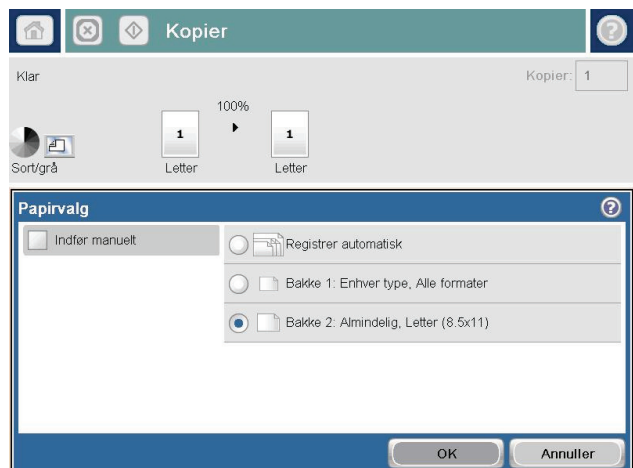 Kopier
Klar
Kopier: 1
100%
1
1
Sort/grå
Letter
Letter
Papirvalg
Indfør manuelt
Registrer automatisk
Bakke 1: Enhver type, Alle formater
Bakke 2: Almindelig, Letter (8.5x11)
OK
Annuller